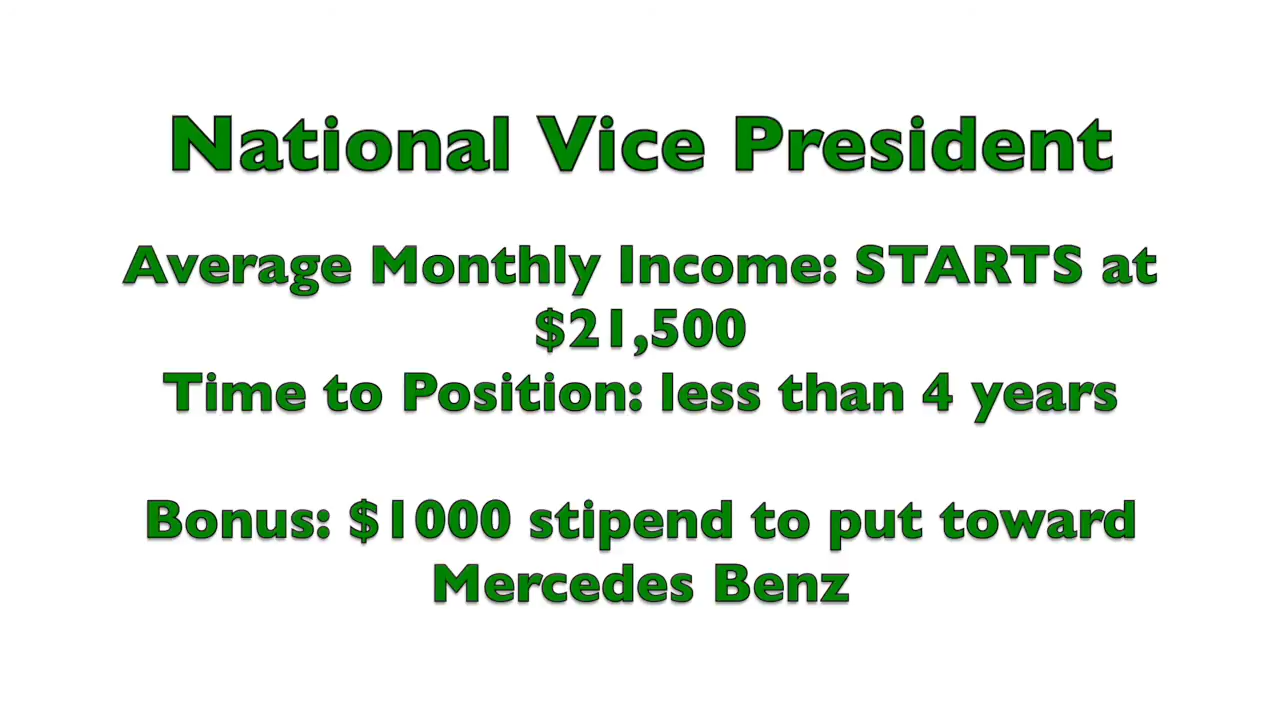 National Vice President
Average Monthly Income: STARTS at
$21,500
Time to Position: less than 4 years
Bonus: $1000 stipend to put toward
Mercedes Benz